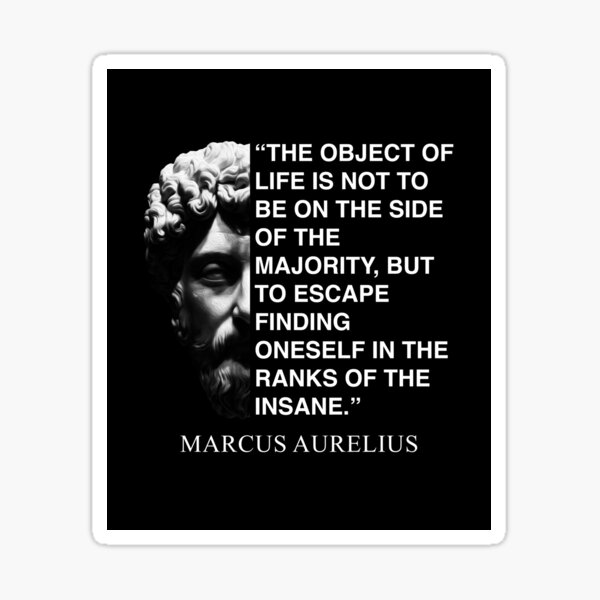 “THE OBJECT OF
LIFE IS NOT TO
BE ON THE SIDE
OF THE
MAJORITY, BUT
TO ESCAPE
FINDING
ONESELF IN THE
RANKS OF THE
INSANE.”
MARCUS AURELIUS